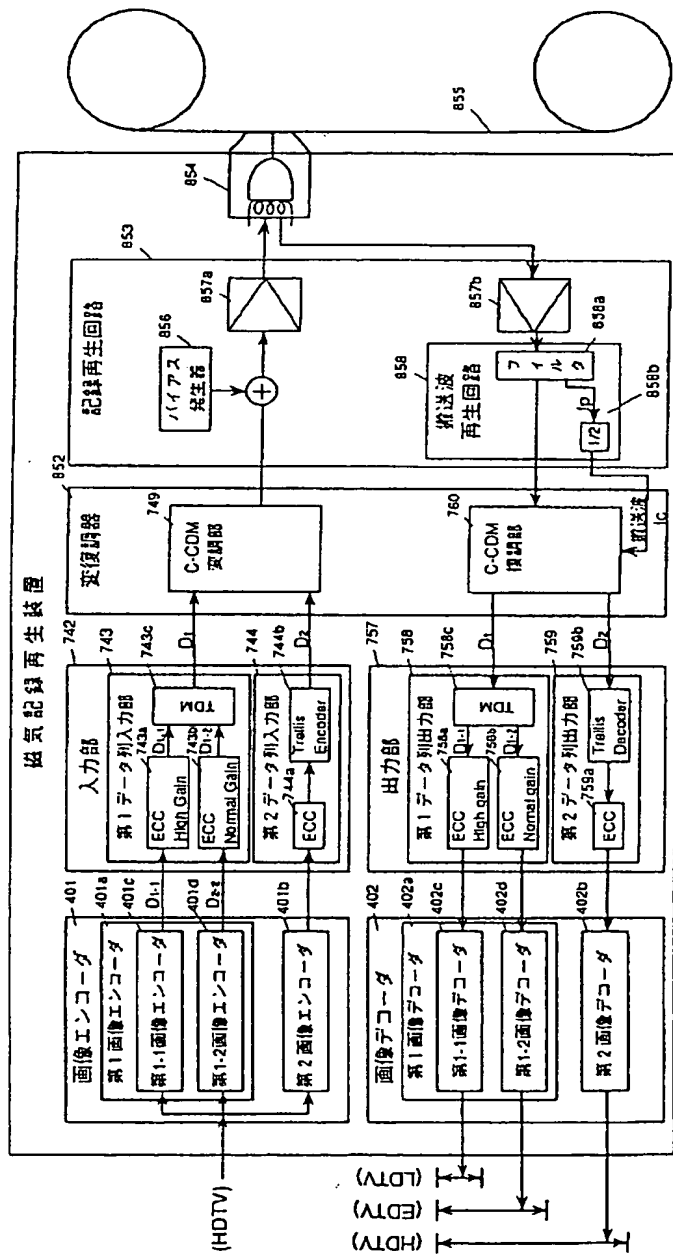 磁気記録再生装置
(HDTV)
401
画像エンコーダ
401a
第1画像エンコーダ
401c
第1-1画像エンコーダ
401d
第1-2画像エンコーダ
401b
第2画像エンコーダ
D1-1
D2-2
742
入力部
743
第1データ列入力部
743a
ECC
High Gain
743b
ECC
Normal Gain
D1-1
D1-2
743c
TDM
D1
744
第2データ列入力部
744a
ECC
744b
Trellis
Encoder
D2
852
変復調器
749
C-CDM
変調部
853
記録再生回路
856
バイアス
発生器
857a
854
855
857b
858
搬送波
再生回路
858a
フィルタ
fp
858b
1/2
搬送波
fc
760
C-CDM
復調部
D1
D2
757
出力部
758
第1データ列出力部
758c
TDM
D1-1
D1-2
758a
ECC
High gain
758b
ECC
Normal gain
759
第2データ列出力部
759b
Trellis
Decoder
759a
ECC
402
画像デコーダ
402a
第1画像デコーダ
402c
第1-1画像デコーダ
402d
第1-2画像デコーダ
402b
第2画像デコーダ
(LDTV)
(EDTV)
(HDTV)